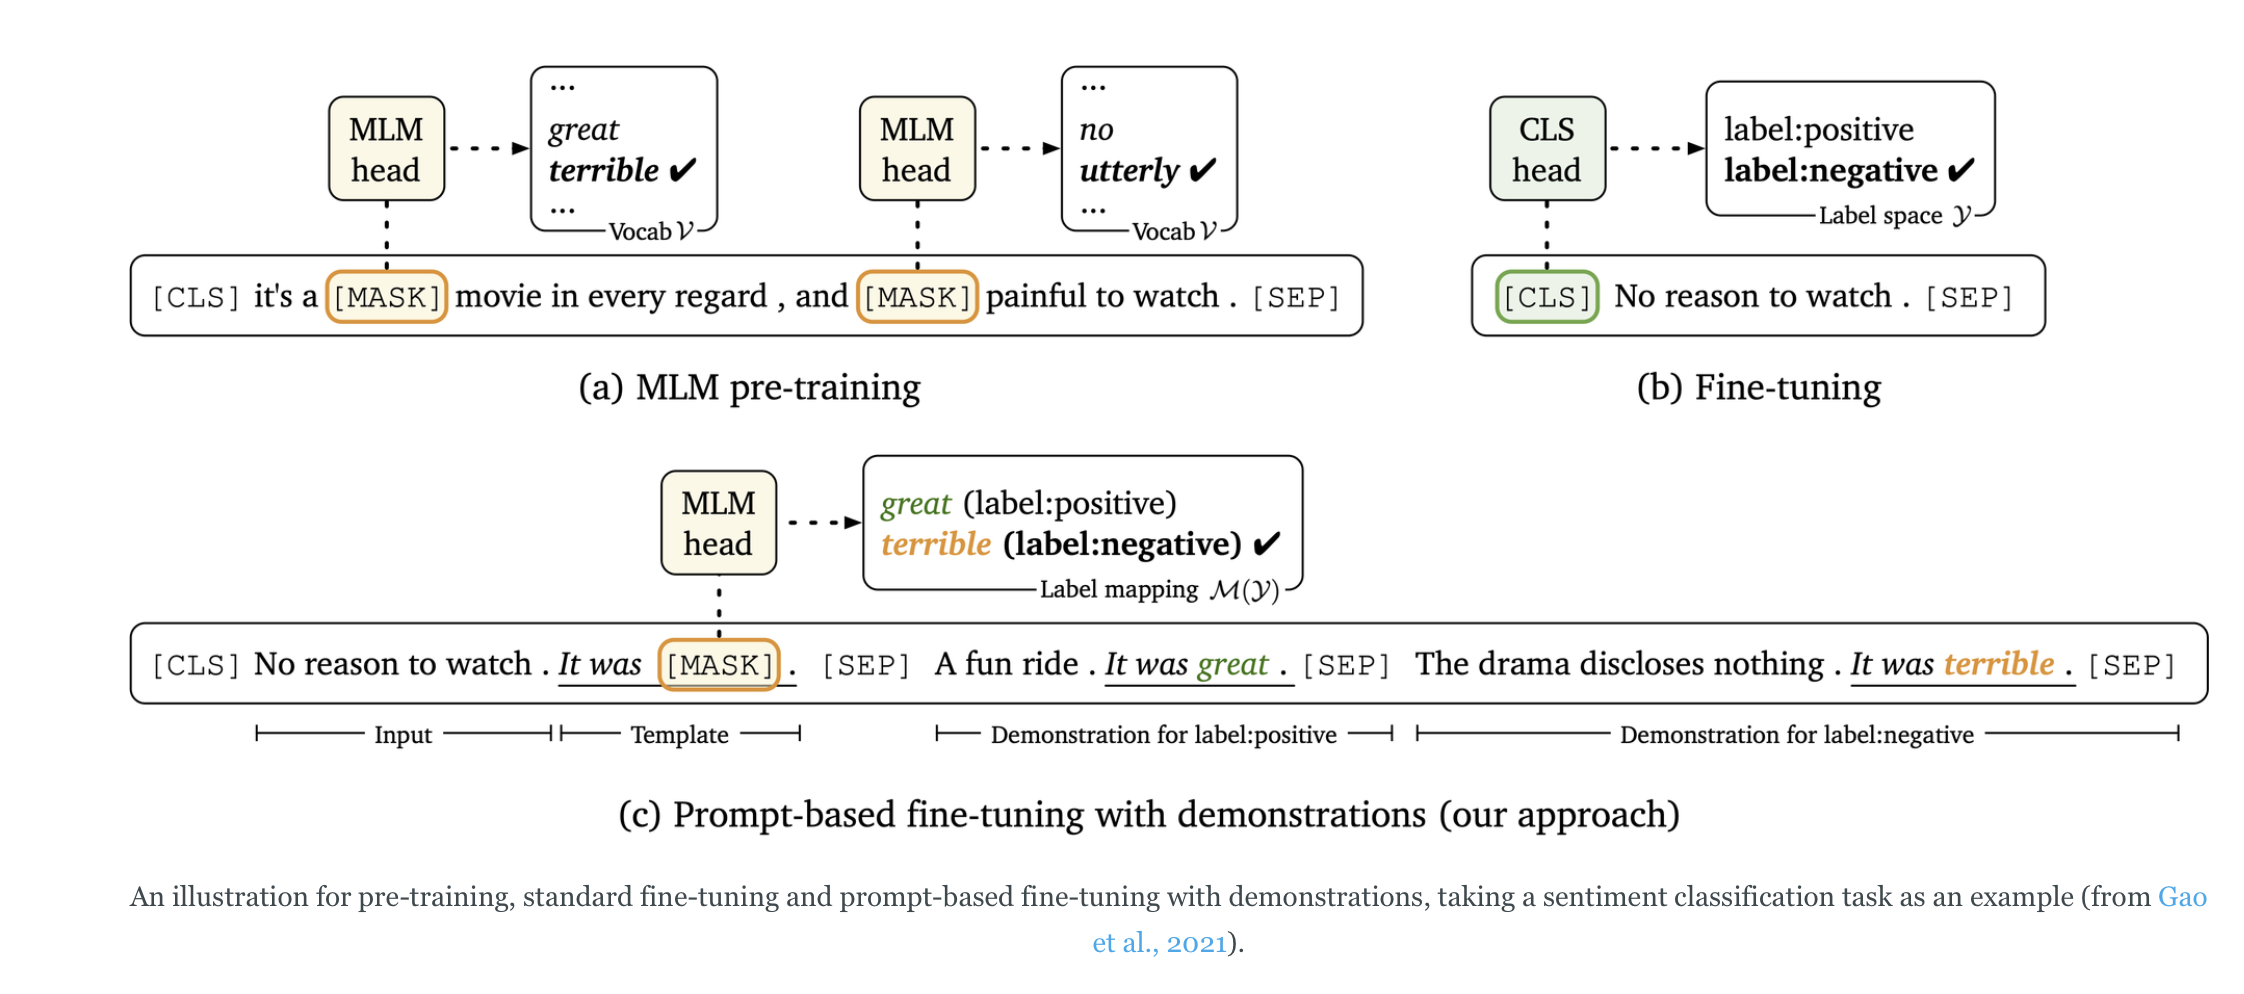 MLM
head
...
great
terrible ✔
...
Vocab 𝒱
MLM
head
...
no
utterly ✔
...
Vocab 𝒱
[CLS] it's a [MASK] movie in every regard , and [MASK] painful to watch . [SEP]
(a) MLM pre-training
CLS
head
label:positive
label:negative ✔
Label space 𝒴
[CLS] No reason to watch . [SEP]
(b) Fine-tuning
MLM
head
great (label:positive)
terrible (label:negative) ✔
Label mapping ℳ(𝒴)
[CLS] No reason to watch . It was [MASK] . [SEP] A fun ride . It was great . [SEP] The drama discloses nothing . It was terrible . [SEP]
Input Template Demonstration for label:positive Demonstration for label:negative
(c) Prompt-based fine-tuning with demonstrations (our approach)
An illustration for pre-training, standard fine-tuning and prompt-based fine-tuning with demonstrations, taking a sentiment classification task as an example (from Gao
et al., 2021).